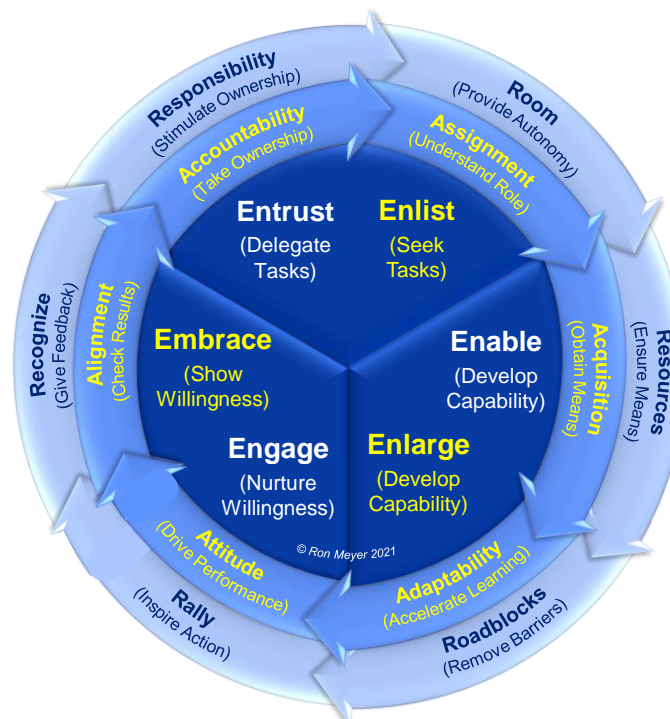 Responsibility
(Stimulate Ownership)
Room
(Provide Autonomy)
Resources
(Ensure Means)
Roadblocks
(Remove Barriers)
Rally
(Inspire Action)
Recognize
(Give Feedback)
Accountability
(Take Ownership)
Assignment
(Understand Role)
Acquisition
(Obtain Means)
Adaptability
(Accelerate Learning)
Attitude
(Drive Performance)
Alignment
(Check Results)
Entrust
(Delegate
Tasks)
Enlist
(Seek
Tasks)
Embrace
(Show
Willingness)
Enable
(Develop
Capability)
Engage
(Nurture
Willingness)
Enlarge
(Develop
Capability)
© Ron Meyer 2021